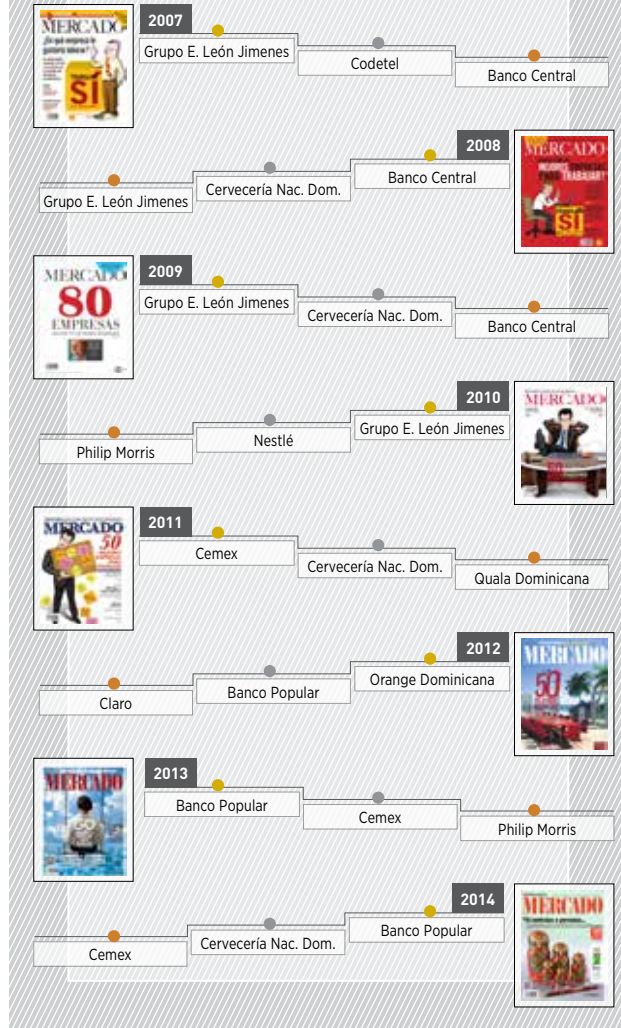 MERCADO
2007
Grupo E. León Jimenes
Codetel
Banco Central
SÍ
2008
Banco Central
Cervecería Nac. Dom.
Grupo E. León Jimenes
MERCADO
SÍ
MERCADO
80
EMPRESAS
2009
Grupo E. León Jimenes
Cervecería Nac. Dom.
Banco Central
2010
Grupo E. León Jimenes
Nestlé
Philip Morris
MERCADO
50
MERCADO
50
2011
Cemex
Cervecería Nac. Dom.
Quala Dominicana
2012
Orange Dominicana
Banco Popular
Claro
MERCADO
50
MERCADO
2013
Banco Popular
Cemex
Philip Morris
2014
Banco Popular
Cervecería Nac. Dom.
Cemex
MERCADO